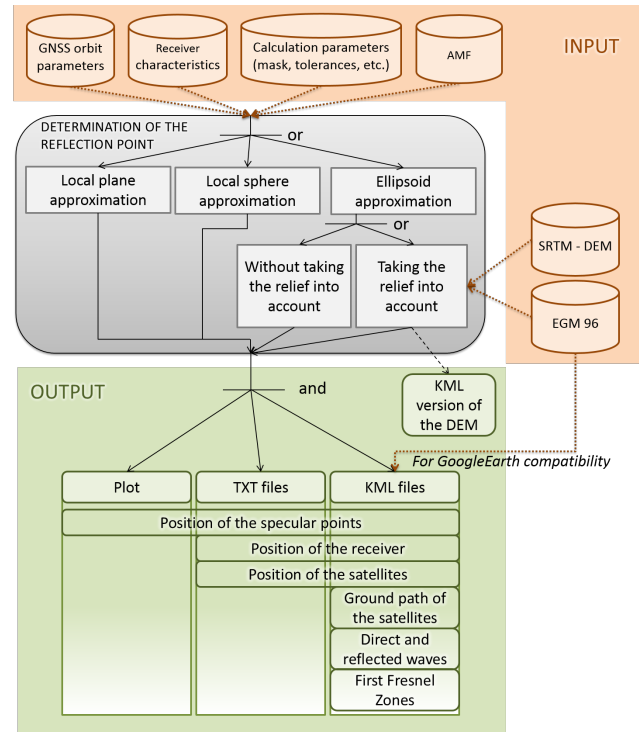 GNSS orbit
parameters
Receiver
characteristics
Calculation parameters
(mask, tolerances, etc.)
AMF
INPUT
DETERMINATION OF THE
REFLECTION POINT
or
Local plane
approximation
Local sphere
approximation
Ellipsoid
approximation
or
Without taking
the relief into
account
Taking the
relief into
account
SRTM - DEM
EGM 96
OUTPUT
and
KML
version of
the DEM
For GoogleEarth compatibility
Plot
TXT files
KML files
Position of the specular points
Position of the receiver
Position of the satellites
Ground path of
the satellites
Direct and
reflected waves
First Fresnel
Zones